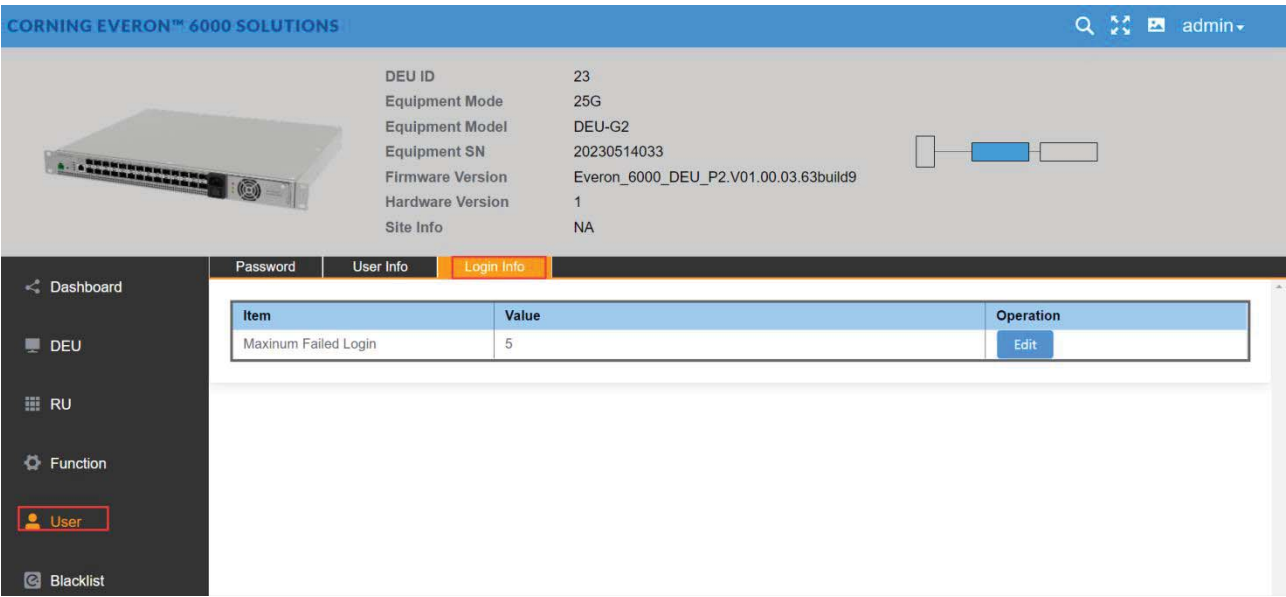 CORNING EVERON™ 6000 SOLUTIONS
admin
DEU ID 23
Equipment Mode 25G
Equipment Model DEU-G2
Equipment SN 20230514033
Firmware Version Everon_6000_DEU_P2.V01.00.03.63build9
Hardware Version 1
Site Info NA
Password User Info Login Info
Dashboard
DEU
RU
Function
User
Blacklist
Item Value Operation
Maxinum Failed Login 5 Edit